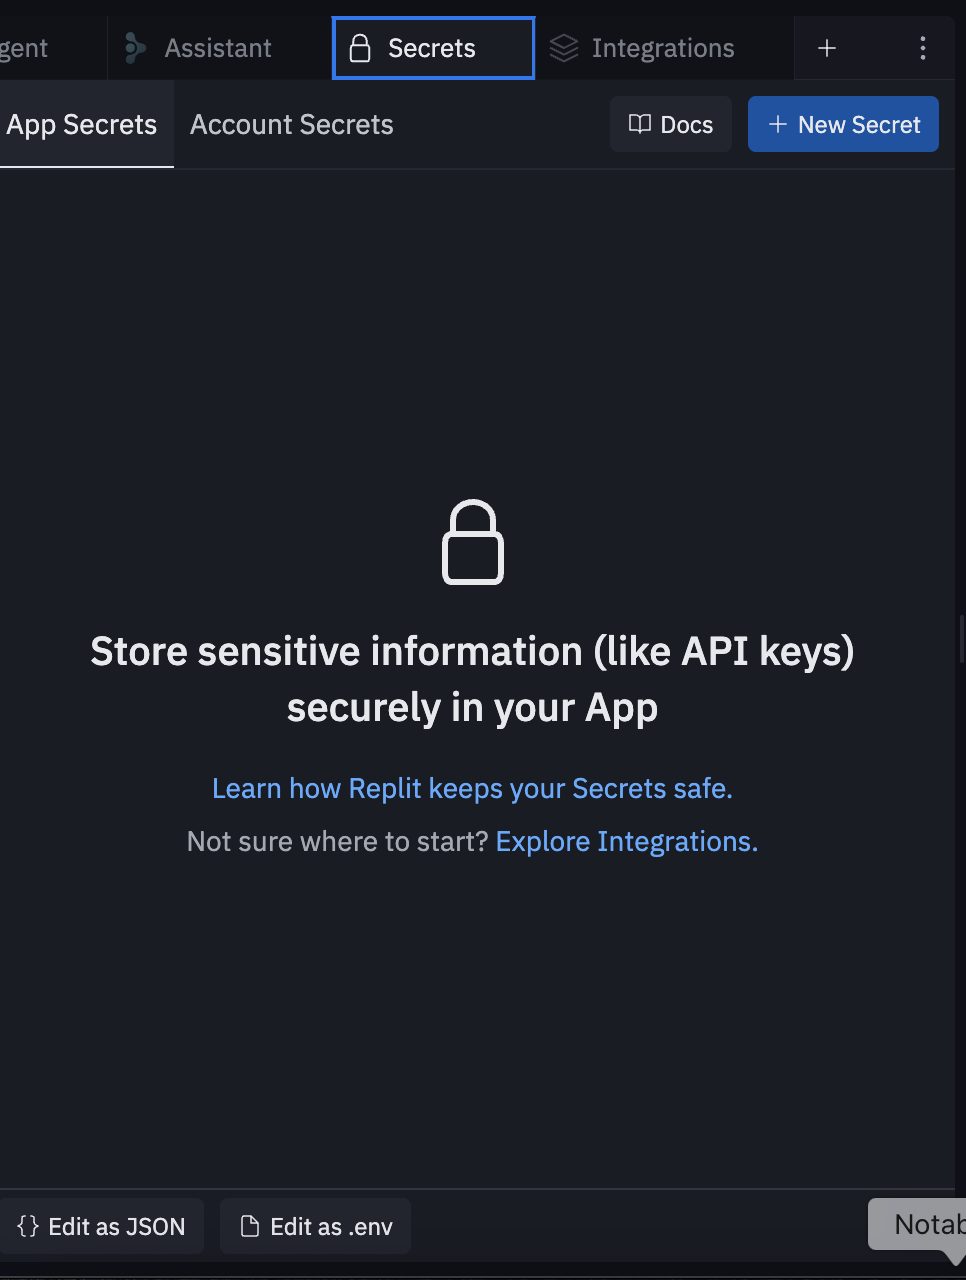 gent
Assistant
Secrets
Integrations
App Secrets
Account Secrets
Docs
+ New Secret
Store sensitive information (like API keys)
securely in your App
Learn how Replit keeps your Secrets safe.
Not sure where to start? Explore Integrations.
{} Edit as JSON
Edit as .env
Notab